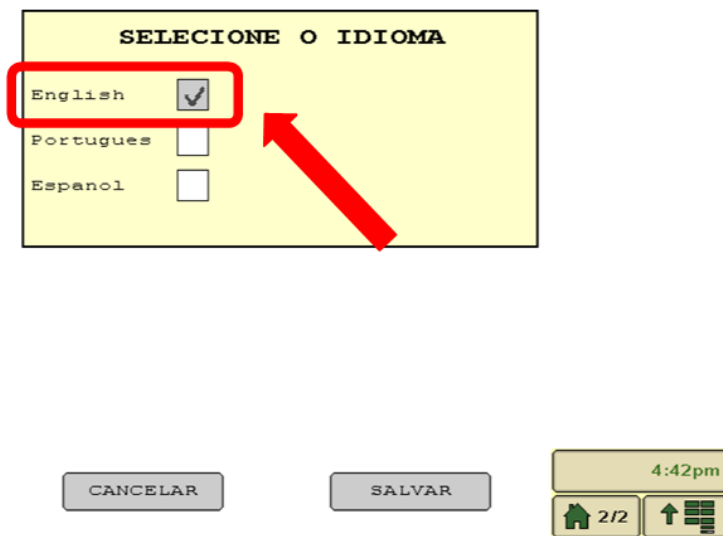 SELECIONE O IDIOMA
English
Portugues
Espanol
CANCELAR
SALVAR
4:42pm
2/2